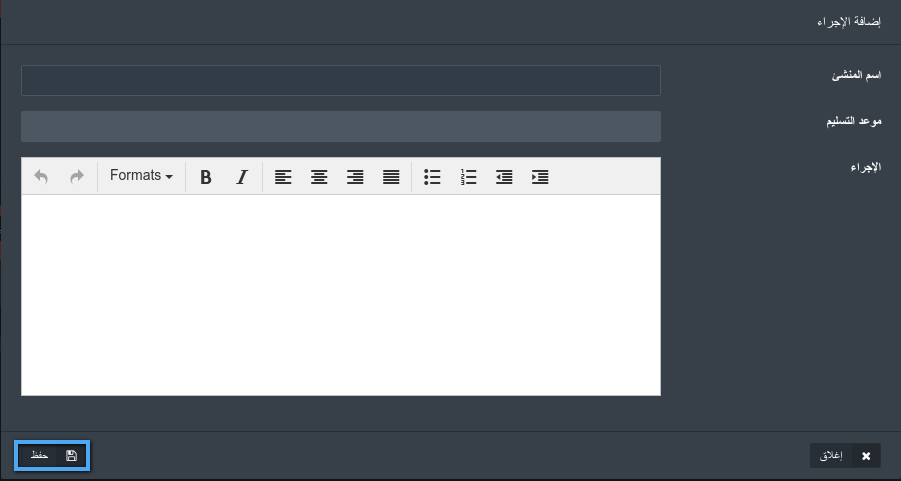 إضافة الإجراء
اسم المنشئ
موعد التسليم
الإجراء
Formats
B I
إغلاق
حفظ